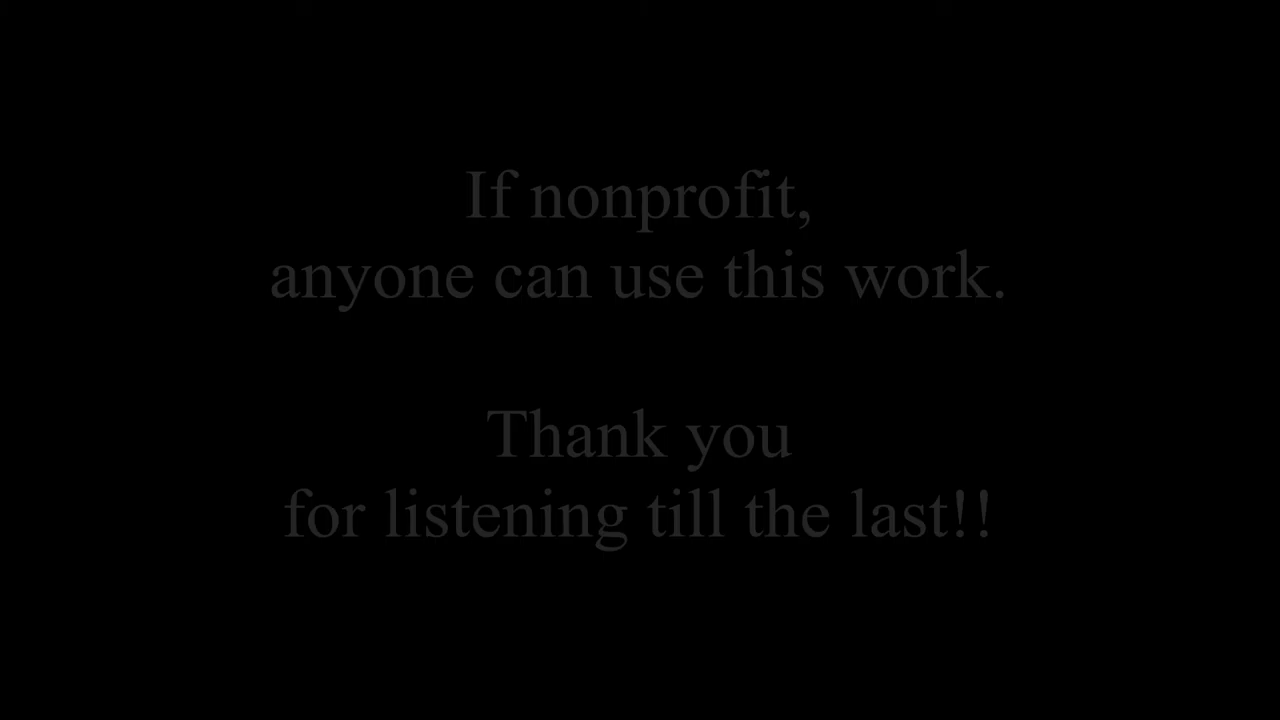 If nonprofit,
anyone can use this work.
Thank you
for listening till the last!!